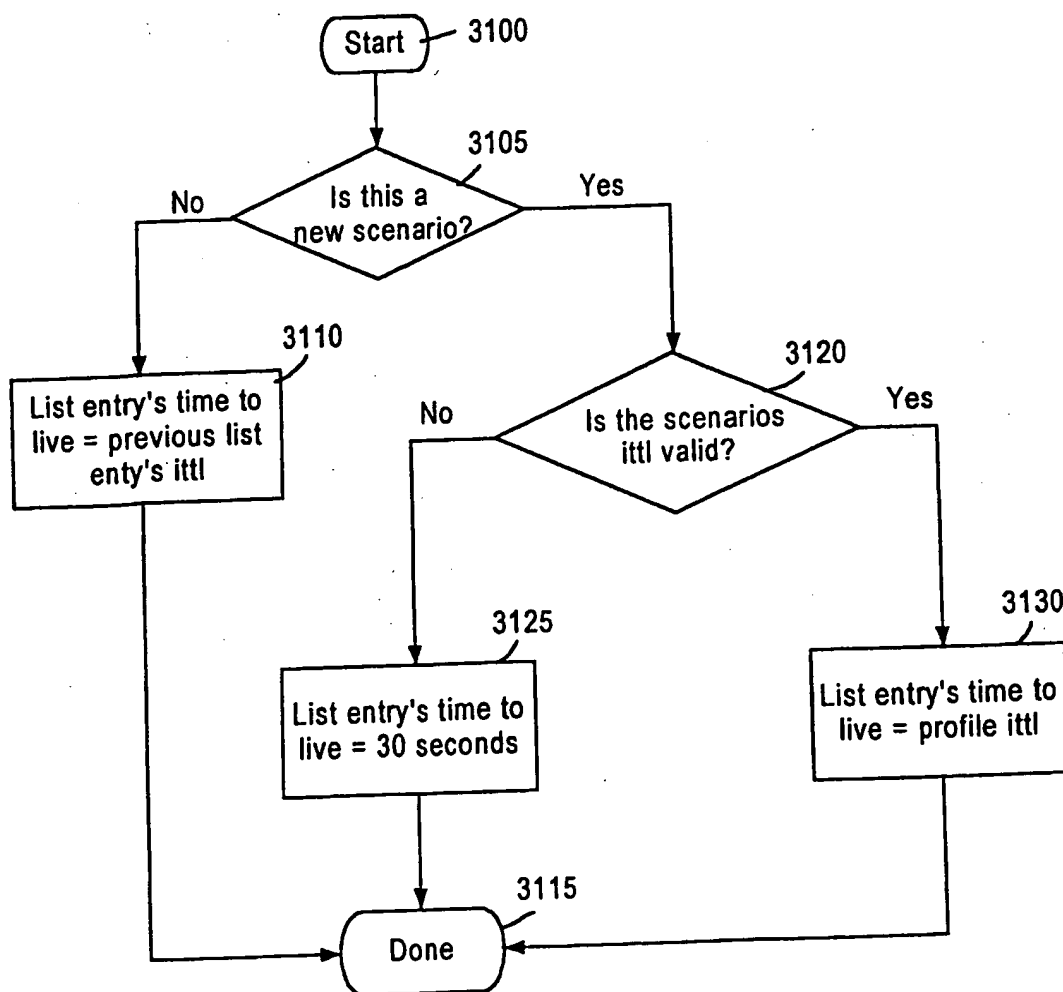 Start
3100
3105
Is this a
new scenario?
No
Yes
3110
List entry's time to
live = previous list
enty's ittl
3120
Is the scenarios
ittl valid?
No
Yes
3125
List entry's time to
live = 30 seconds
3130
List entry's time to
live = profile ittl
3115
Done